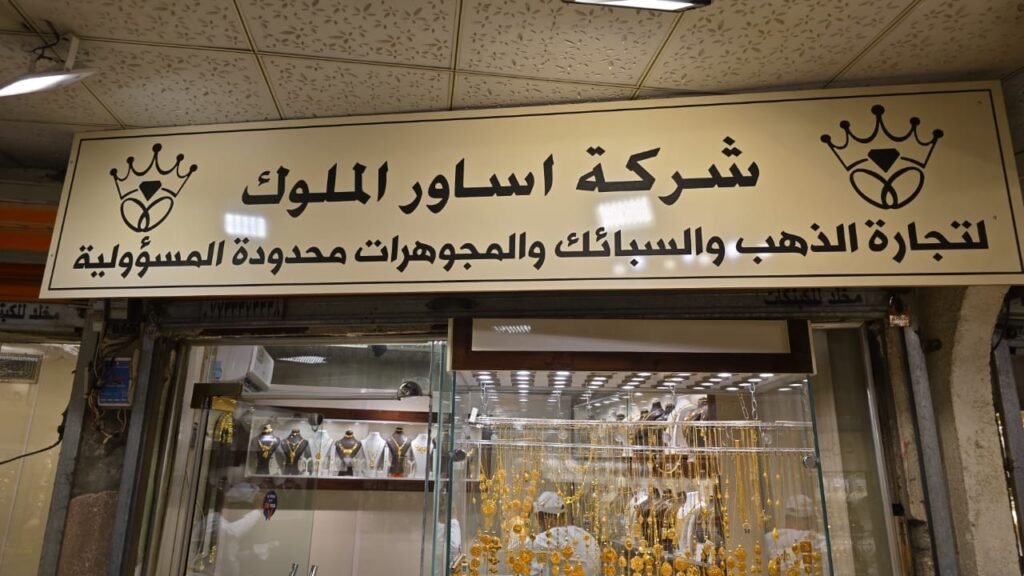 شركة اساور الملوك
لتجارة الذهب والسبائك والمجوهرات محدودة المسؤولية